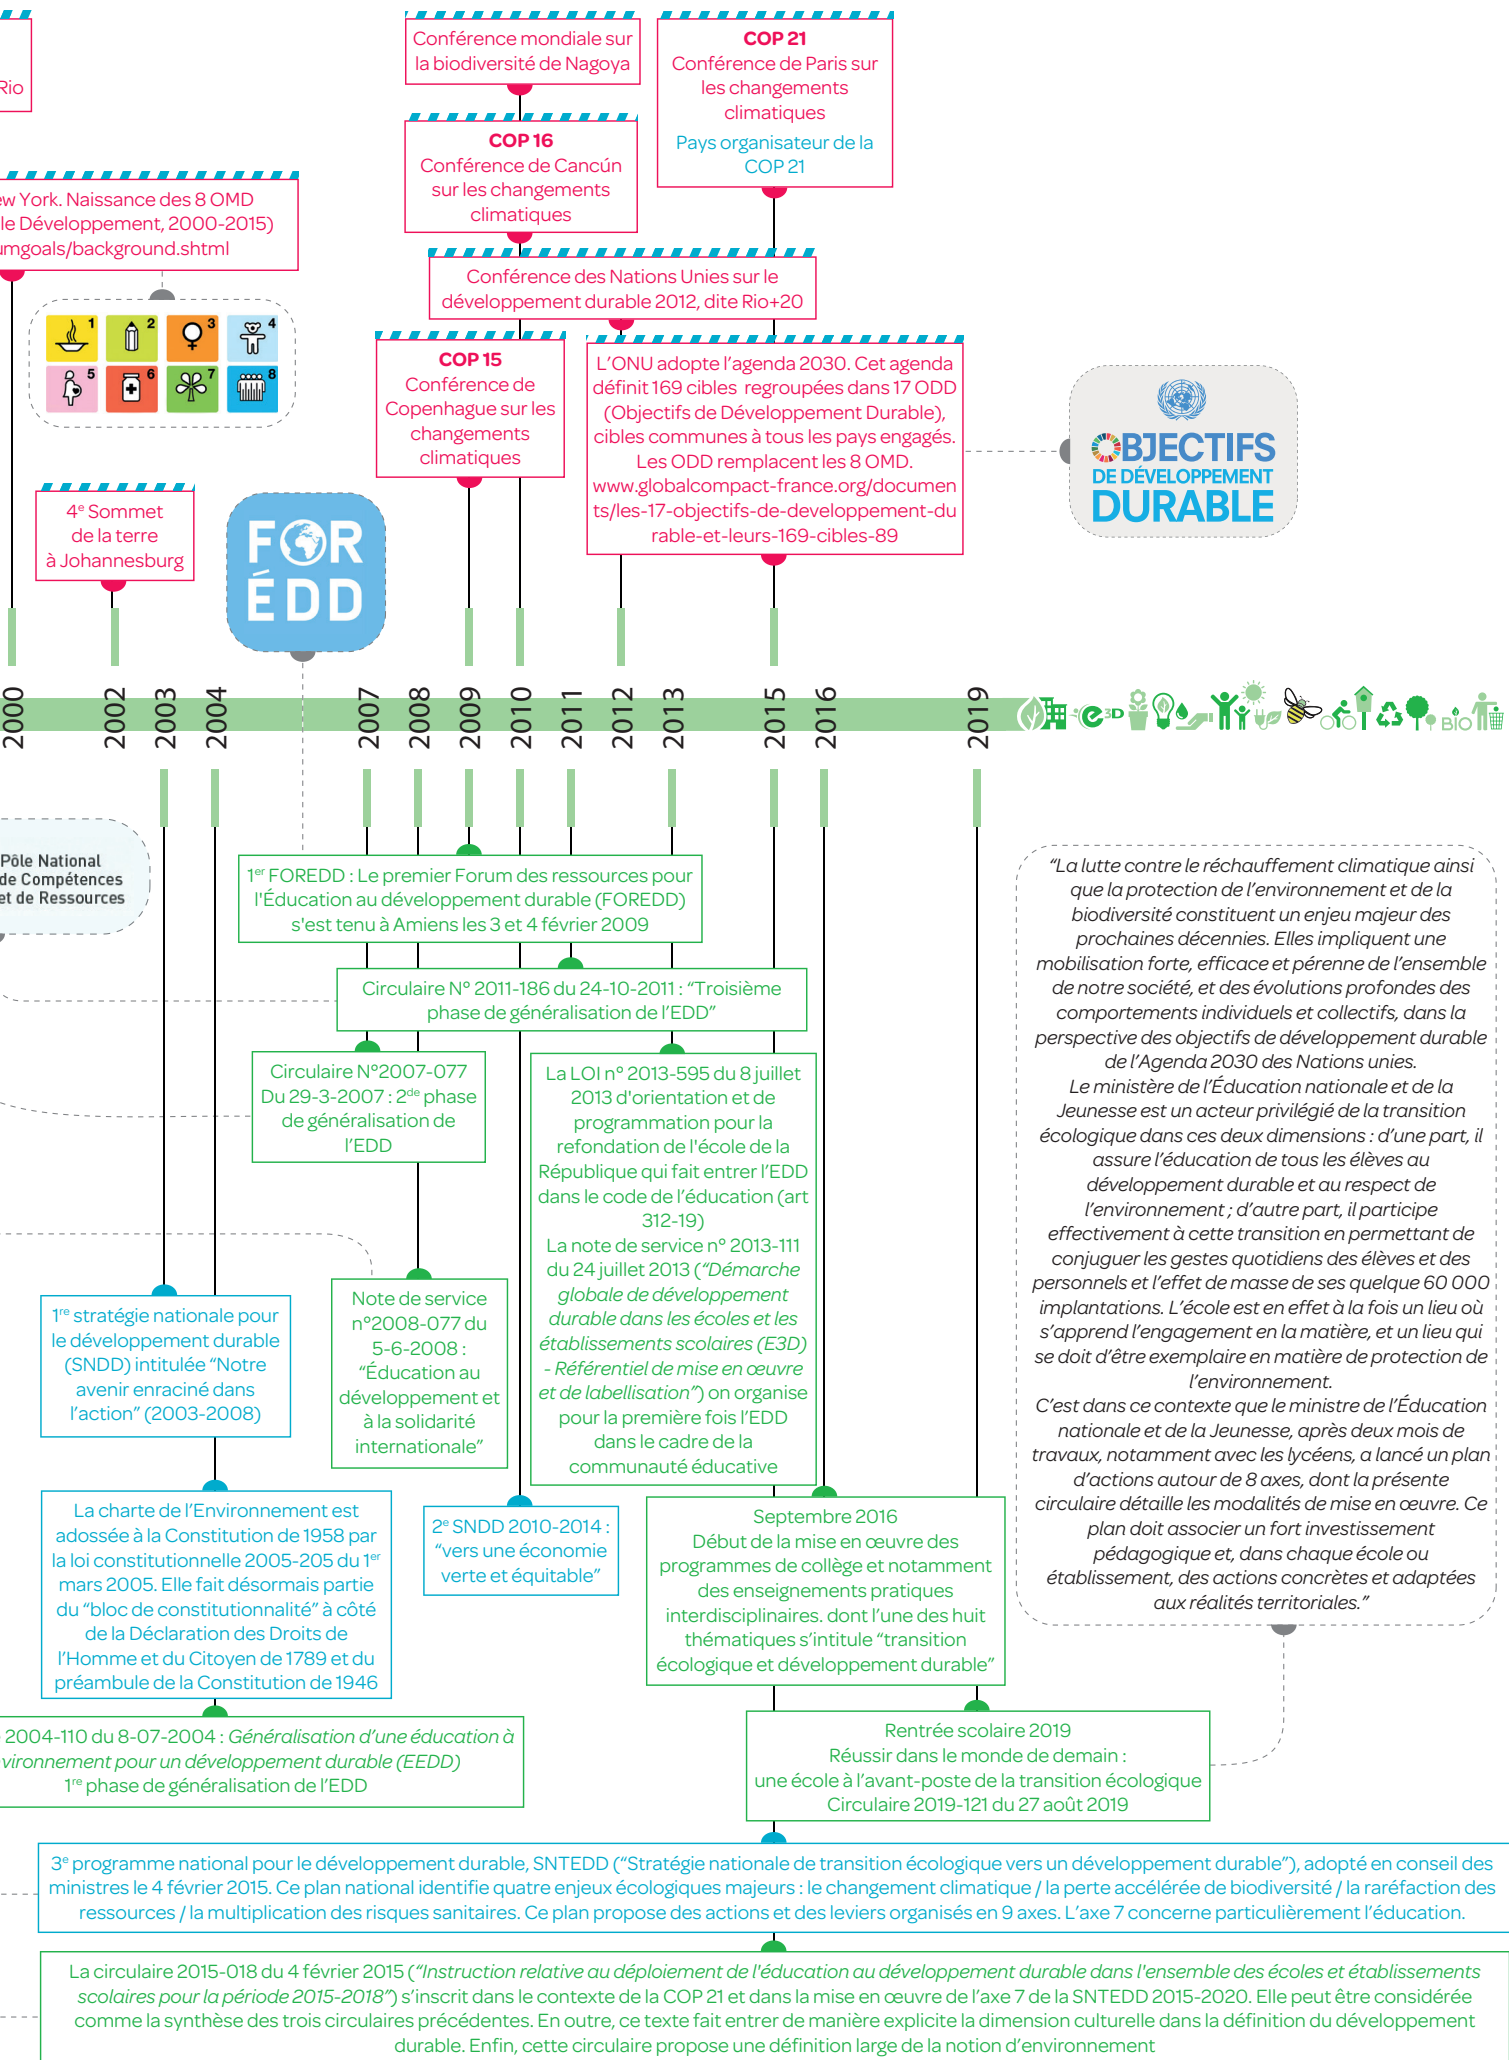 Rio
Conférence mondiale sur
la biodiversité de Nagoya
COP 21
Conférence de Paris sur
les changements
climatiques
Pays organisateur de la
COP 21
COP 16
Conférence de Cancún
sur les changements
climatiques
ew York. Naissance des 8 OMD
le Développement, 2000-2015)
umgoals/background.shtml
Conférence des Nations Unies sur le
développement durable 2012, dite Rio+20
1 2 3 4
5 6 7 8
COP 15
Conférence de
Copenhague sur les
changements
climatiques
L’ONU adopte l’agenda 2030. Cet agenda
définit 169 cibles regroupées dans 17 ODD
(Objectifs de Développement Durable),
cibles communes à tous les pays engagés.
Les ODD remplacent les 8 OMD.
www.globalcompact-france.org/documen
ts/les-17-objectifs-de-developpement-du
rable-et-leurs-169-cibles-89
OBJECTIFS
DE DÉVELOPPEMENT
DURABLE
4e Sommet
de la terre
à Johannesburg
FOR
ÉDD
2000 2002 2003 2004 2007 2008 2009 2010 2011 2012 2013 2015 2016 2019
e3D
BIO
Pôle National
de Compétences
et de Ressources
1er FOREDD : Le premier Forum des ressources pour
l'Éducation au développement durable (FOREDD)
s'est tenu à Amiens les 3 et 4 février 2009
Circulaire N° 2011-186 du 24-10-2011 : “Troisième
phase de généralisation de l’EDD”
Circulaire N°2007-077
Du 29-3-2007 : 2de phase
de généralisation de
l’EDD
La LOI n° 2013-595 du 8 juillet
2013 d'orientation et de
programmation pour la
refondation de l'école de la
République qui fait entrer l’EDD
dans le code de l’éducation (art
312-19)
La note de service n° 2013-111
du 24 juillet 2013 (“Démarche
globale de développement
durable dans les écoles et les
établissements scolaires (E3D)
- Référentiel de mise en œuvre
et de labellisation”) on organise
pour la première fois l’EDD
dans le cadre de la
communauté éducative
“La lutte contre le réchauffement climatique ainsi
que la protection de l’environnement et de la
biodiversité constituent un enjeu majeur des
prochaines décennies. Elles impliquent une
mobilisation forte, efficace et pérenne de l’ensemble
de notre société, et des évolutions profondes des
comportements individuels et collectifs, dans la
perspective des objectifs de développement durable
de l’Agenda 2030 des Nations unies.
Le ministère de l’Éducation nationale et de la
Jeunesse est un acteur privilégié de la transition
écologique dans ces deux dimensions : d’une part, il
assure l’éducation de tous les élèves au
développement durable et au respect de
l’environnement ; d’autre part, il participe
effectivement à cette transition en permettant de
conjuguer les gestes quotidiens des élèves et des
personnels et l’effet de masse de ses quelque 60 000
implantations. L’école est en effet à la fois un lieu où
s’apprend l’engagement en la matière, et un lieu qui
se doit d’être exemplaire en matière de protection de
l’environnement.
C’est dans ce contexte que le ministre de l’Éducation
nationale et de la Jeunesse, après deux mois de
travaux, notamment avec les lycéens, a lancé un plan
d’actions autour de 8 axes, dont la présente
circulaire détaille les modalités de mise en œuvre. Ce
plan doit associer un fort investissement
pédagogique et, dans chaque école ou
établissement, des actions concrètes et adaptées
aux réalités territoriales.”
1re stratégie nationale pour
le développement durable
(SNDD) intitulée “Notre
avenir enraciné dans
l’action” (2003-2008)
Note de service
n°2008-077 du
5-6-2008 :
“Éducation au
développement et
à la solidarité
internationale”
La charte de l’Environnement est
adossée à la Constitution de 1958 par
la loi constitutionnelle 2005-205 du 1er
mars 2005. Elle fait désormais partie
du “bloc de constitutionnalité” à côté
de la Déclaration des Droits de
l’Homme et du Citoyen de 1789 et du
préambule de la Constitution de 1946
2e SNDD 2010-2014 :
“vers une économie
verte et équitable”
Septembre 2016
Début de la mise en œuvre des
programmes de collège et notamment
des enseignements pratiques
interdisciplinaires. dont l’une des huit
thématiques s’intitule “transition
écologique et développement durable”
2004-110 du 8-07-2004 : Généralisation d’une éducation à
vironnement pour un développement durable (EEDD)
1re phase de généralisation de l’EDD
Rentrée scolaire 2019
Réussir dans le monde de demain :
une école à l’avant-poste de la transition écologique
Circulaire 2019-121 du 27 août 2019
3e programme national pour le développement durable, SNTEDD (“Stratégie nationale de transition écologique vers un développement durable”), adopté en conseil des
ministres le 4 février 2015. Ce plan national identifie quatre enjeux écologiques majeurs : le changement climatique / la perte accélérée de biodiversité / la raréfaction des
ressources / la multiplication des risques sanitaires. Ce plan propose des actions et des leviers organisés en 9 axes. L’axe 7 concerne particulièrement l’éducation.
La circulaire 2015-018 du 4 février 2015 (“Instruction relative au déploiement de l'éducation au développement durable dans l'ensemble des écoles et établissements
scolaires pour la période 2015-2018”) s’inscrit dans le contexte de la COP 21 et dans la mise en œuvre de l’axe 7 de la SNTEDD 2015-2020. Elle peut être considérée
comme la synthèse des trois circulaires précédentes. En outre, ce texte fait entrer de manière explicite la dimension culturelle dans la définition du développement
durable. Enfin, cette circulaire propose une définition large de la notion d’environnement